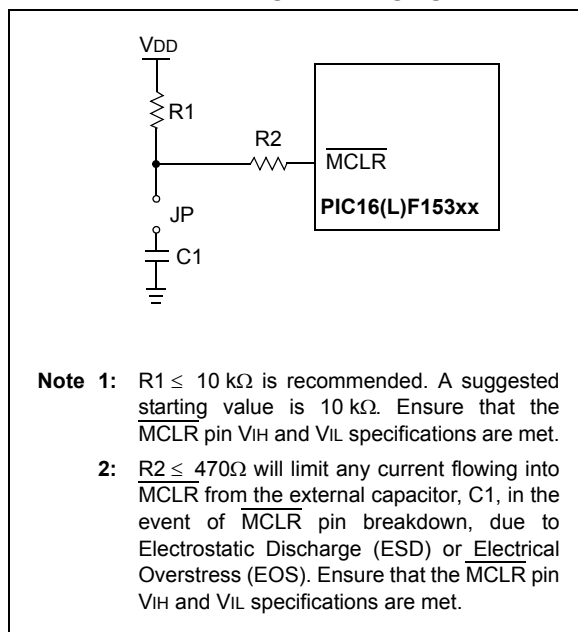 VDD
R1
R2
MCLR
PIC16(L)F153xx
JP
C1
Note 1: R1 ≤ 10 kΩ is recommended. A suggested
starting value is 10 kΩ. Ensure that the
MCLR pin VIH and VIL specifications are met.
2: R2 ≤ 470Ω will limit any current flowing into
MCLR from the external capacitor, C1, in the
event of MCLR pin breakdown, due to
Electrostatic Discharge (ESD) or Electrical
Overstress (EOS). Ensure that the MCLR pin
VIH and VIL specifications are met.